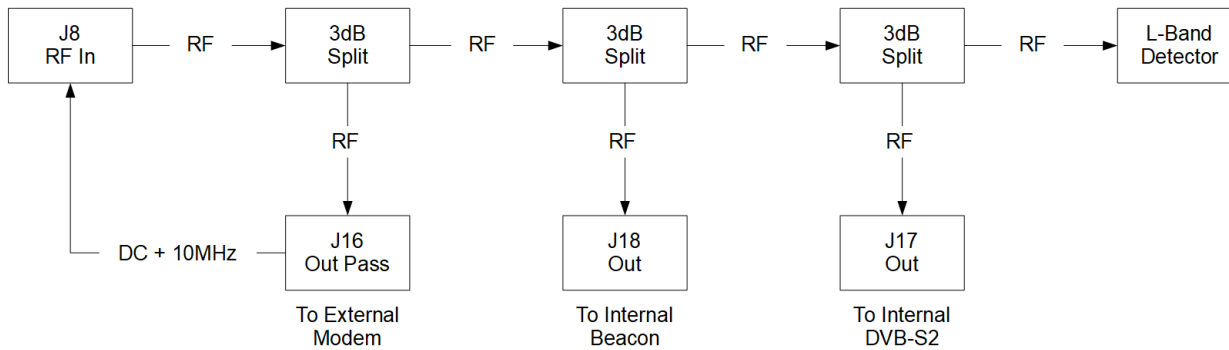 J8
RF In
RF
3dB
Split
RF
3dB
Split
RF
3dB
Split
RF
L-Band
Detector
RF
RF
RF
DC + 10MHz
J16
Out Pass
J18
Out
J17
Out
To External
Modem
To Internal
Beacon
To Internal
DVB-S2